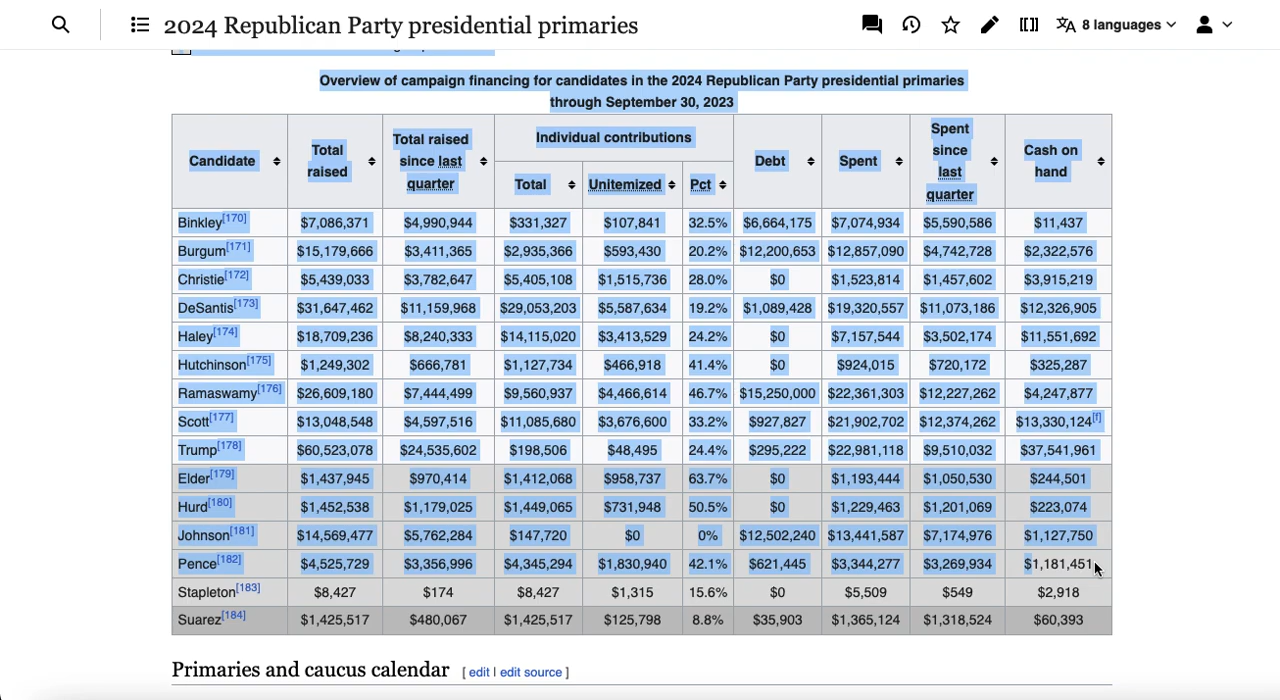 2024 Republican Party presidential primaries
8 languages
Overview of campaign financing for candidates in the 2024 Republican Party presidential primaries
through September 30, 2023
Candidate Total raised Total raised since last quarter Individual contributions Debt Spent Spent since last quarter Cash on hand
Total Unitemized Pct
Binkley[170] $7,086,371 $4,990,944 $331,327 $107,841 32.5% $6,664,175 $7,074,934 $5,590,586 $11,437
Burgum[171] $15,179,666 $3,411,365 $2,935,366 $593,430 20.2% $12,200,653 $12,857,090 $4,742,728 $2,322,576
Christie[172] $5,439,033 $3,782,647 $5,405,108 $1,515,736 28.0% $0 $1,523,814 $1,457,602 $3,915,219
DeSantis[173] $31,647,462 $11,159,968 $29,053,203 $5,587,634 19.2% $1,089,428 $19,320,557 $11,073,186 $12,326,905
Haley[174] $18,709,236 $8,240,333 $14,115,020 $3,413,529 24.2% $0 $7,157,544 $3,502,174 $11,551,692
Hutchinson[175] $1,249,302 $666,781 $1,127,734 $466,918 41.4% $0 $924,015 $720,172 $325,287
Ramaswamy[176] $26,609,180 $7,444,499 $9,560,937 $4,466,614 46.7% $15,250,000 $22,361,303 $12,227,262 $4,247,877
Scott[177] $13,048,548 $4,597,516 $11,085,680 $3,676,600 33.2% $927,827 $21,902,702 $12,374,262 $13,330,124[f]
Trump[178] $60,523,078 $24,535,602 $198,506 $48,495 24.4% $295,222 $22,981,118 $9,510,032 $37,541,961
Elder[179] $1,437,945 $970,414 $1,412,068 $958,737 63.7% $0 $1,193,444 $1,050,530 $244,501
Hurd[180] $1,452,538 $1,179,025 $1,449,065 $731,948 50.5% $0 $1,229,463 $1,201,069 $223,074
Johnson[181] $14,569,477 $5,762,284 $147,720 $0 0% $12,502,240 $13,441,587 $7,174,976 $1,127,750
Pence[182] $4,525,729 $3,356,996 $4,345,294 $1,830,940 42.1% $621,445 $3,344,277 $3,269,934 $1,181,451
Stapleton[183] $8,427 $174 $8,427 $1,315 15.6% $0 $5,509 $549 $2,918
Suarez[184] $1,425,517 $480,067 $1,425,517 $125,798 8.8% $35,903 $1,365,124 $1,318,524 $60,393
Primaries and caucus calendar [ edit | edit source ]